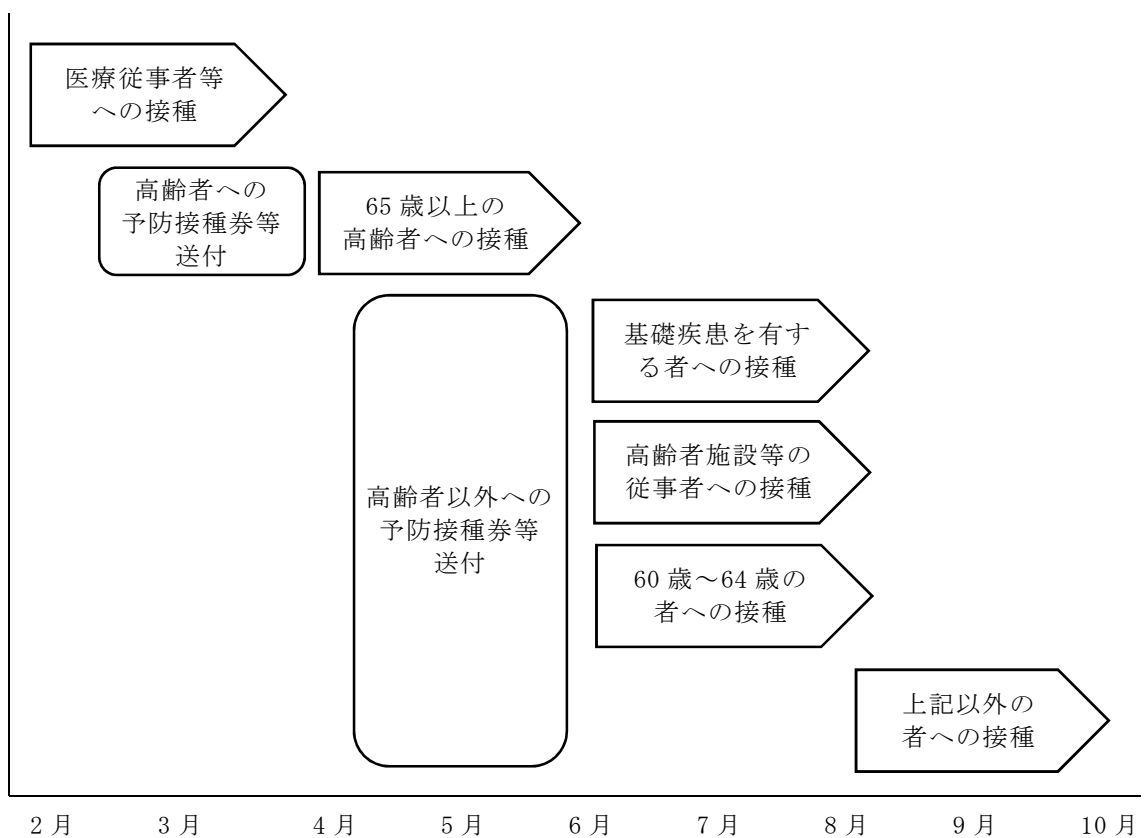 医療従事者等
への接種
高齢者への
予防接種券等
送付
65 歳以上の
高齢者への接種
基礎疾患を有す
る者への接種
高齢者施設等の
従事者への接種
高齢者以外への
予防接種券等
送付
60 歳～64 歳の
者への接種
上記以外の
者への接種
2 月 3 月 4 月 5 月 6 月 7 月 8 月 9 月 10 月